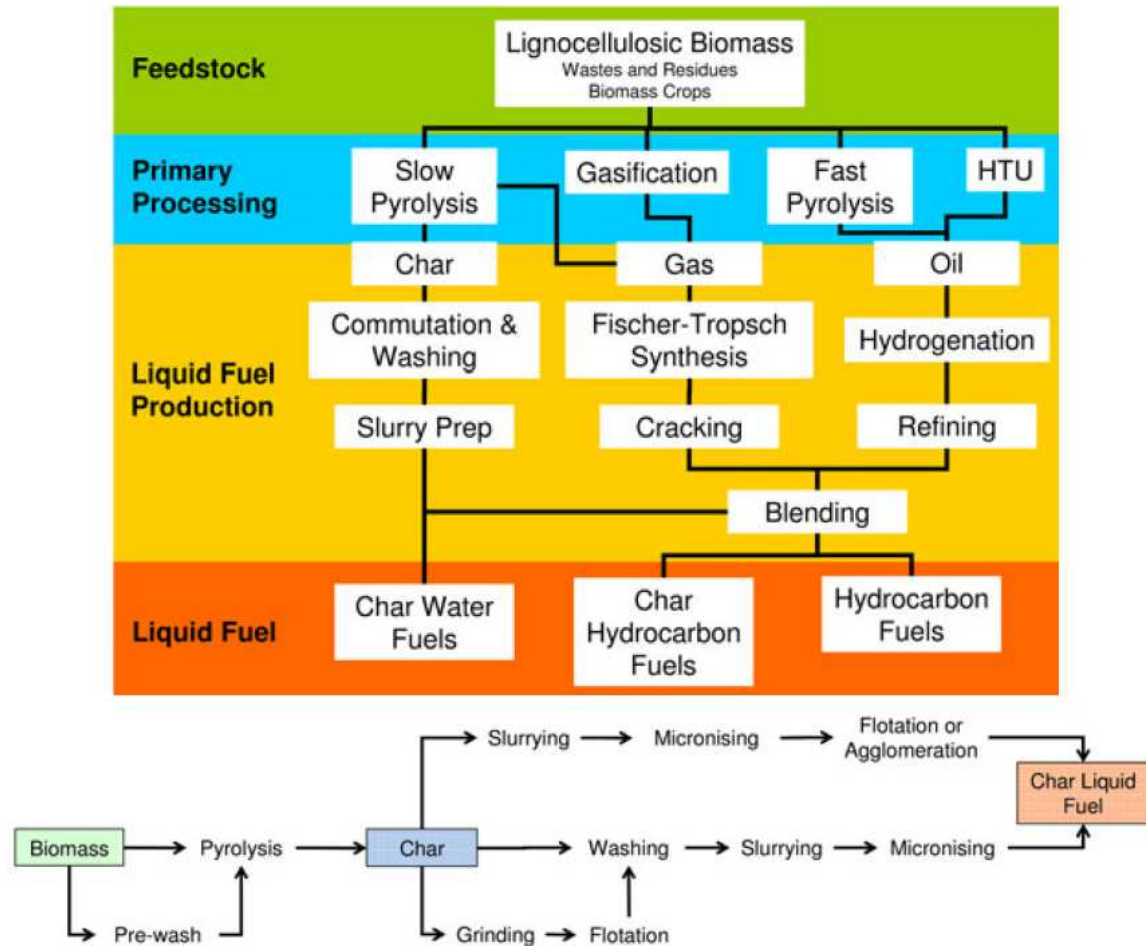 Feedstock
Lignocellulosic Biomass
Wastes and Residues
Biomass Crops
Primary
Processing
Slow
Pyrolysis
Gasification
Fast
Pyrolysis
HTU
Liquid Fuel
Production
Char
Gas
Oil
Commutation &
Washing
Fischer-Tropsch
Synthesis
Hydrogenation
Slurry Prep
Cracking
Refining
Blending
Liquid Fuel
Char Water
Fuels
Char
Hydrocarbon
Fuels
Hydrocarbon
Fuels
Slurrying
Micronising
Flotation or
Agglomeration
Char Liquid
Fuel
Biomass
Pyrolysis
Char
Washing
Slurrying
Micronising
Pre-wash
Grinding
Flotation